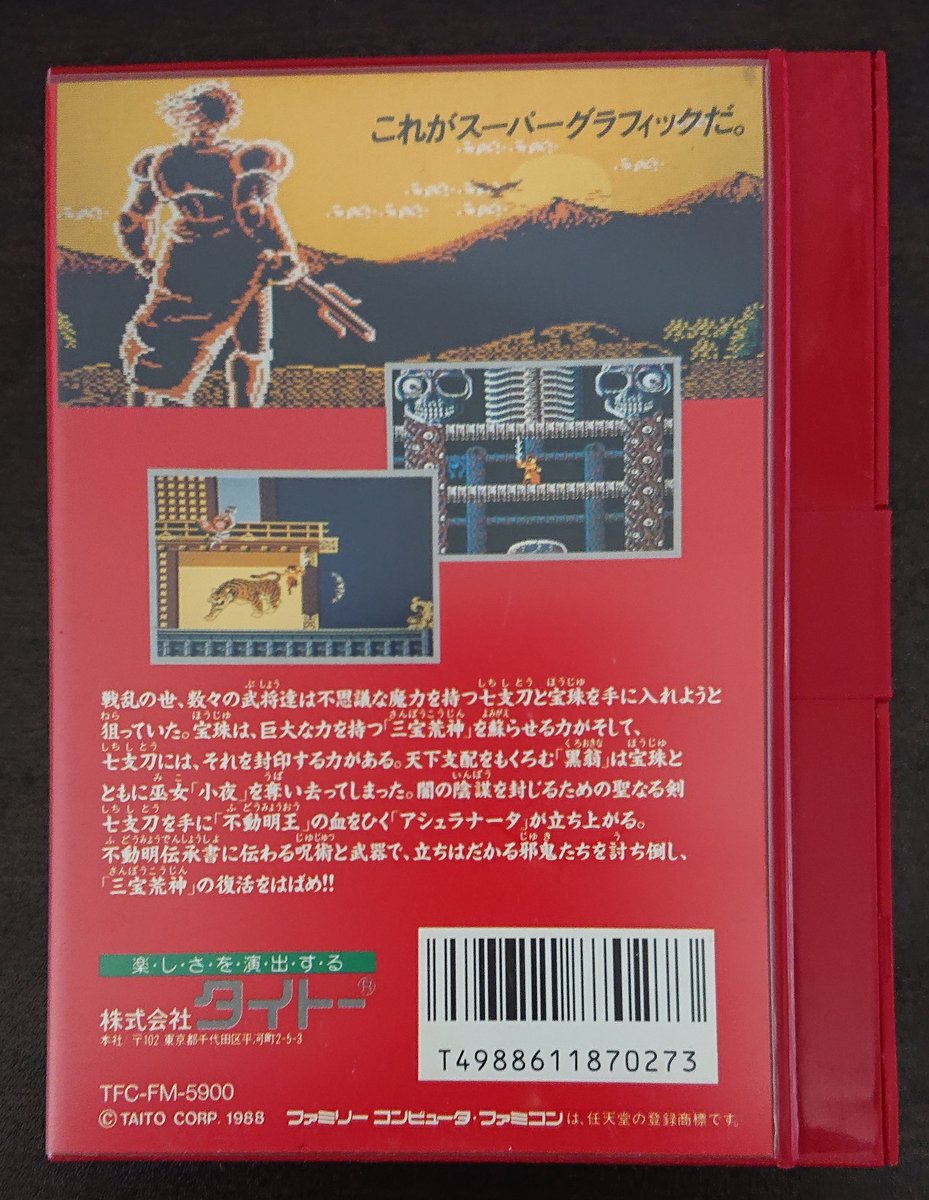 これがスーパーグラフィックだ。
戦乱の世、数々の武将達は不思議な魔力を持つ七支刀と宝珠を手に入れようと
狙っていた。宝珠は、巨大な力を持つ「三宝荒神」を蘇らせる力がそして、
七支刀には、それを封印する力がある。天下支配をもくろむ「黒翁」は宝珠と
ともに巫女「小夜」を奪い去ってしまった。闇の陰謀を封じるための聖なる剣
七支刀を手に「不動明王」の血をひく「アシュラナータ」が立ち上がる。
不動明伝承書に伝わる呪術と武器で、立ちはだかる邪鬼たちを討ち倒し、
「三宝荒神」の復活をはばめ!!
楽・し・さ・を・演・出・す・る
株式会社 タイトー®
本社 〒102 東京都千代田区平河町2-5-3
T4988611870273
TFC-FM-5900
© TAITO CORP. 1988 ファミリーコンピュータ・ファミコンは、任天堂の登録商標です。